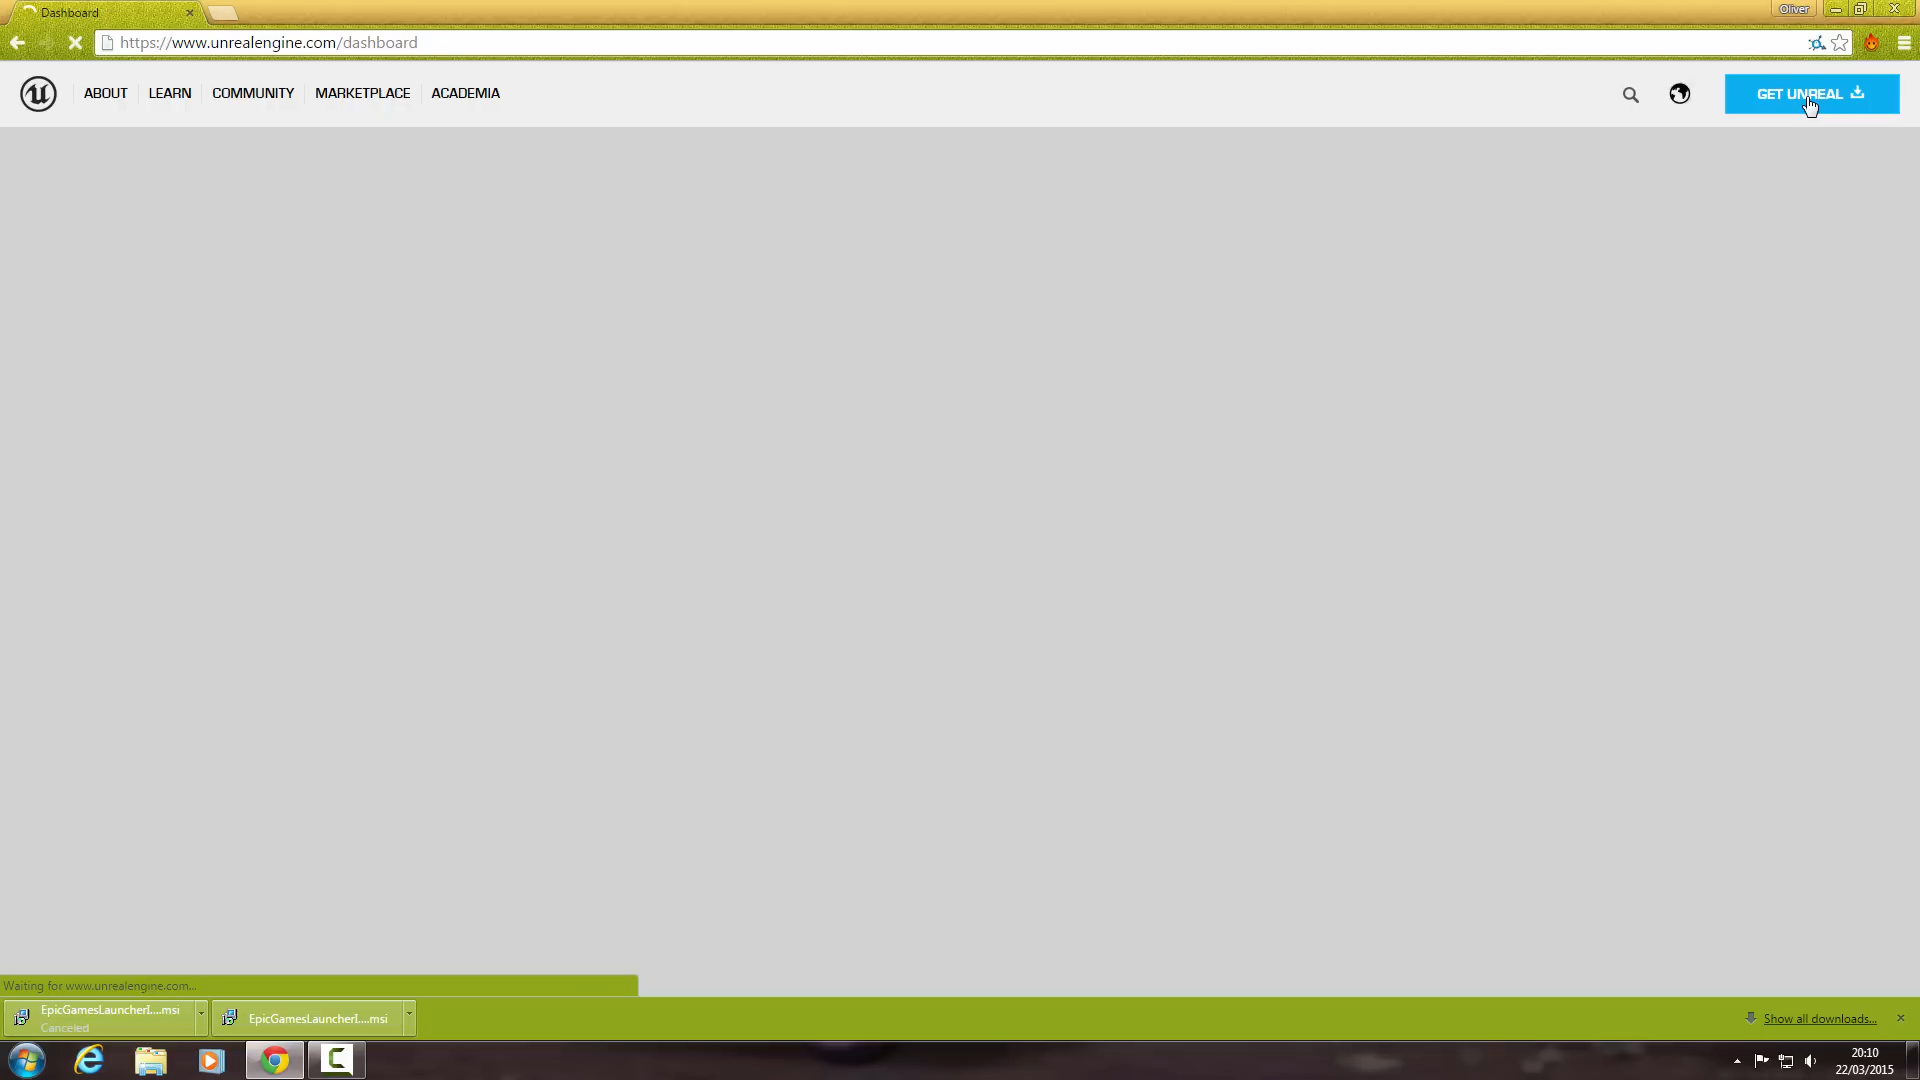 Dashboard
Oliver
https://www.unrealengine.com/dashboard
ABOUT
LEARN
COMMUNITY
MARKETPLACE
ACADEMIA
GET UNREAL
Waiting for www.unrealengine.com...
EpicGamesLauncherI....msi
Canceled
EpicGamesLauncherI....msi
Show all downloads...
20:10
22/03/2015